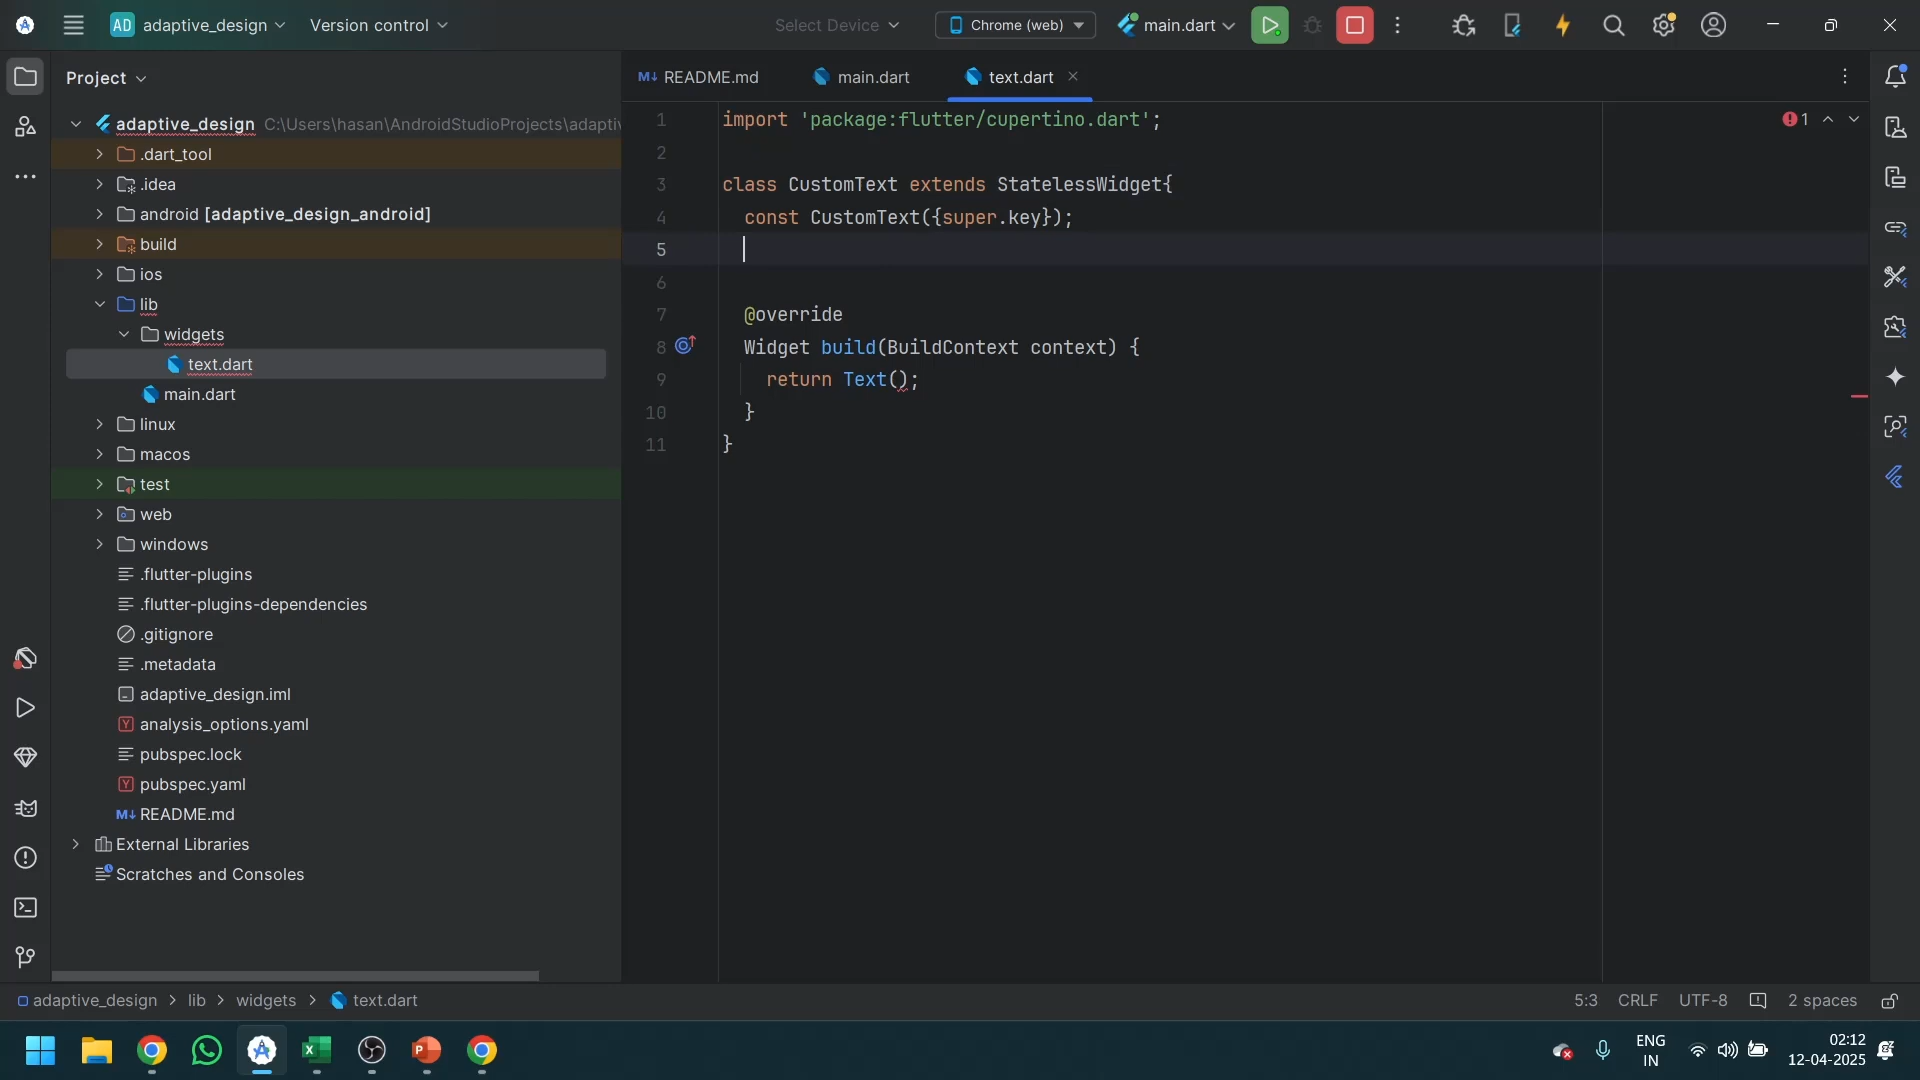 AD adaptive_design Version control Select Device Chrome (web) main.dart
Project
README.md main.dart text.dart
adaptive_design C:\Users\hasan\AndroidStudioProjects\adapti
.dart_tool
.idea
android [adaptive_design_android]
build
ios
lib
widgets
text.dart
main.dart
linux
macos
test
web
windows
.flutter-plugins
.flutter-plugins-dependencies
.gitignore
.metadata
adaptive_design.iml
analysis_options.yaml
pubspec.lock
pubspec.yaml
README.md
External Libraries
Scratches and Consoles
1 import 'package:flutter/cupertino.dart'; 1
2
3 class CustomText extends StatelessWidget{
4 const CustomText({super.key});
5
6
7 @override
8 Widget build(BuildContext context) {
9 return Text();
10 }
11 }
adaptive_design > lib > widgets > text.dart 5:3 CRLF UTF-8 2 spaces
ENG
IN
02:12
12-04-2025